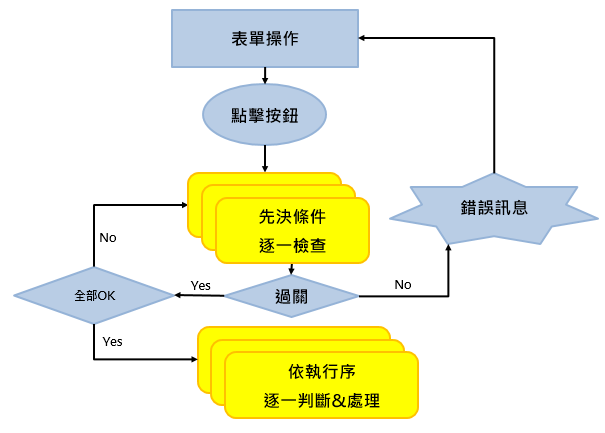 表單操作
點擊按鈕
先決條件
逐一檢查
錯誤訊息
No
Yes
No
全部OK
過關
Yes
依執行序
逐一判斷&處理